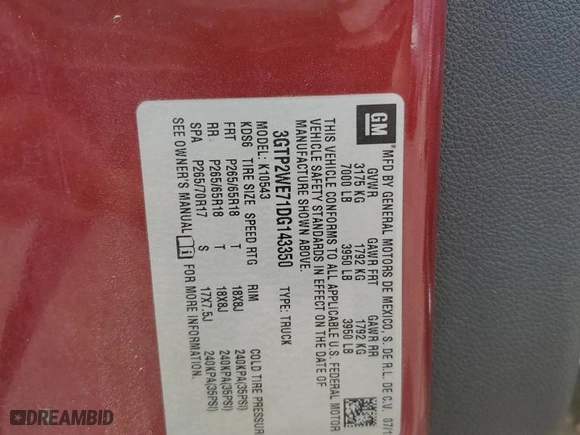 GM
MFD BY GENERAL MOTORS DE MEXICO, S. DE R.L. DE C.V. 07/1
GVWR GAWR FRT GAWR RR
3175 KG 1792 KG 1792 KG
7000 LB 3950 LB 3950 LB
THIS VEHICLE CONFORMS TO ALL APPLICABLE U.S. FEDERAL MOTOR
VEHICLE SAFETY STANDARDS IN EFFECT ON THE DATE OF
MANUFACTURE SHOWN ABOVE.
3GTP2WE71DG143350 TYPE: TRUCK
MODEL: K10543
KDS6 TIRE SIZE SPEED RTG RIM COLD TIRE PRESSUR
FRT P265/65R18 T 18X8J 240KPA(35PSI)
RR P265/65R18 T 18X8J 240KPA(35PSI)
SPA P265/70R17 S 17X7.5J 240KPA(35PSI)
SEE OWNER'S MANUAL i FOR MORE INFORMATION.
DREAMBID